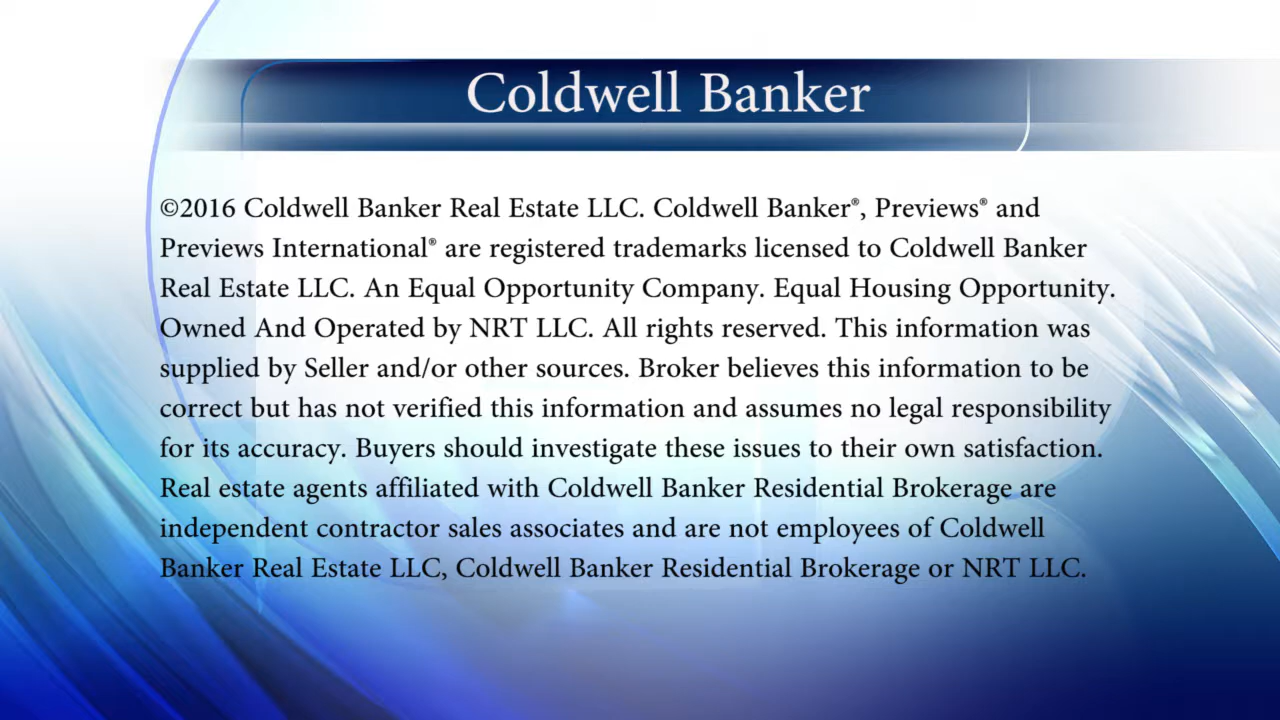 Coldwell Banker
©2016 Coldwell Banker Real Estate LLC. Coldwell Banker®, Previews® and
Previews International® are registered trademarks licensed to Coldwell Banker
Real Estate LLC. An Equal Opportunity Company. Equal Housing Opportunity.
Owned And Operated by NRT LLC. All rights reserved. This information was
supplied by Seller and/or other sources. Broker believes this information to be
correct but has not verified this information and assumes no legal responsibility
for its accuracy. Buyers should investigate these issues to their own satisfaction.
Real estate agents affiliated with Coldwell Banker Residential Brokerage are
independent contractor sales associates and are not employees of Coldwell
Banker Real Estate LLC, Coldwell Banker Residential Brokerage or NRT LLC.